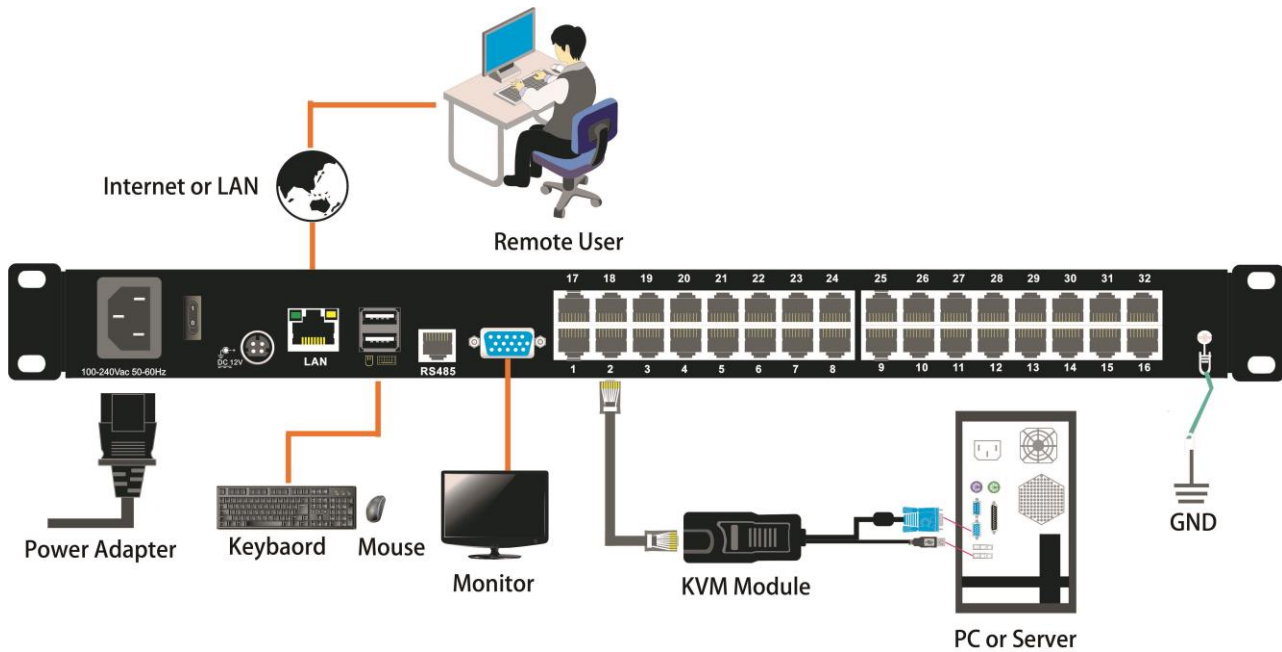 Internet or LAN
Remote User
17 18 19 20 21 22 23 24 25 26 27 28 29 30 31 32
DC 12V
LAN
RS485
100-240Vac 50-60Hz
1 2 3 4 5 6 7 8 9 10 11 12 13 14 15 16
Power Adapter
Keybaord
Mouse
Monitor
KVM Module
PC or Server
GND